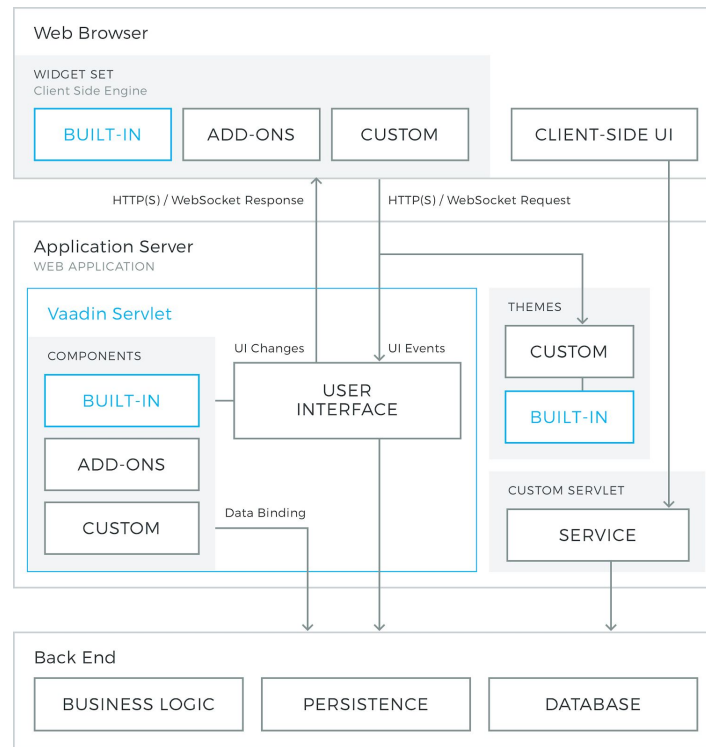 Web Browser
WIDGET SET
Client Side Engine
BUILT-IN
ADD-ONS
CUSTOM
CLIENT-SIDE UI
HTTP(S) / WebSocket Response
HTTP(S) / WebSocket Request
Application Server
WEB APPLICATION
Vaadin Servlet
COMPONENTS
BUILT-IN
ADD-ONS
CUSTOM
UI Changes
UI Events
USER
INTERFACE
Data Binding
THEMES
CUSTOM
BUILT-IN
CUSTOM SERVLET
SERVICE
Back End
BUSINESS LOGIC
PERSISTENCE
DATABASE